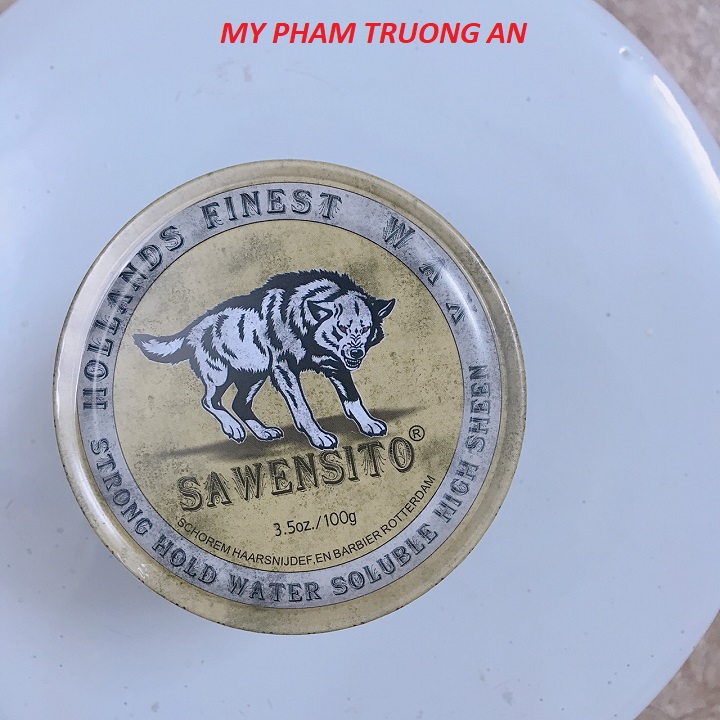 MY PHAM TRUONG AN
HOLLANDS FINEST WAX
SAWENSITO®
3.5oz./100g
SCHOREM HAARSNIJDEF,EN BARBIER ROTTERDAM
STRONG HOLD WATER SOLUBLE HIGH SHEEN